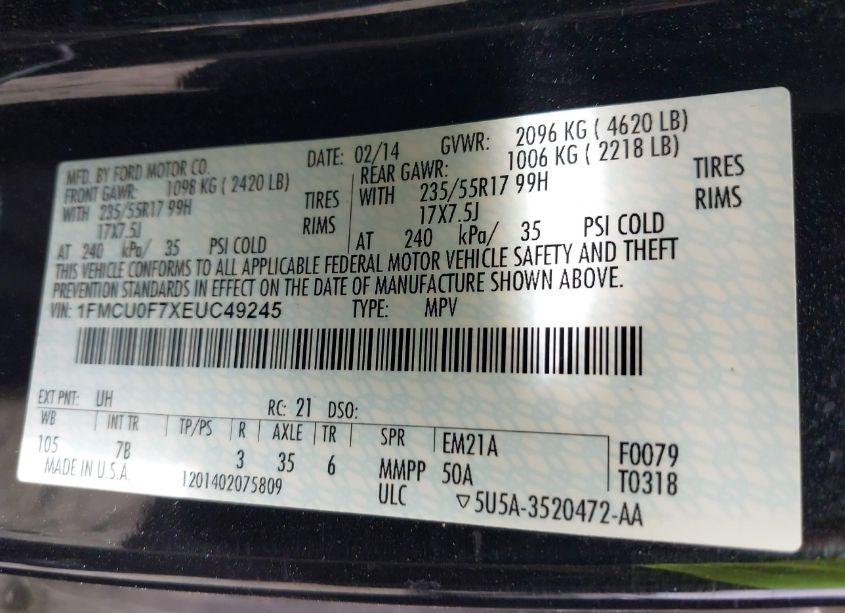 MFD. BY FORD MOTOR CO. DATE: 02/14 GVWR: 2096 KG ( 4620 LB)
FRONT GAWR: 1098 KG ( 2420 LB) REAR GAWR: 1006 KG ( 2218 LB)
WITH 235/55R17 99H TIRES WITH 235/55R17 99H TIRES
17X7.5J RIMS 17X7.5J RIMS
AT 240 kPa/ 35 PSI COLD AT 240 kPa/ 35 PSI COLD
THIS VEHICLE CONFORMS TO ALL APPLICABLE FEDERAL MOTOR VEHICLE SAFETY AND THEFT
PREVENTION STANDARDS IN EFFECT ON THE DATE OF MANUFACTURE SHOWN ABOVE.
VIN: 1FMCU0F7XEUC49245 TYPE: MPV
EXT PNT: UH RC: 21 DSO:
WB INT TR TP/PS R AXLE TR SPR EM21A F0079
105 7B 3 35 6 MMPP 50A T0318
MADE IN U.S.A. 1201402075809 ULC ▽5U5A-3520472-AA